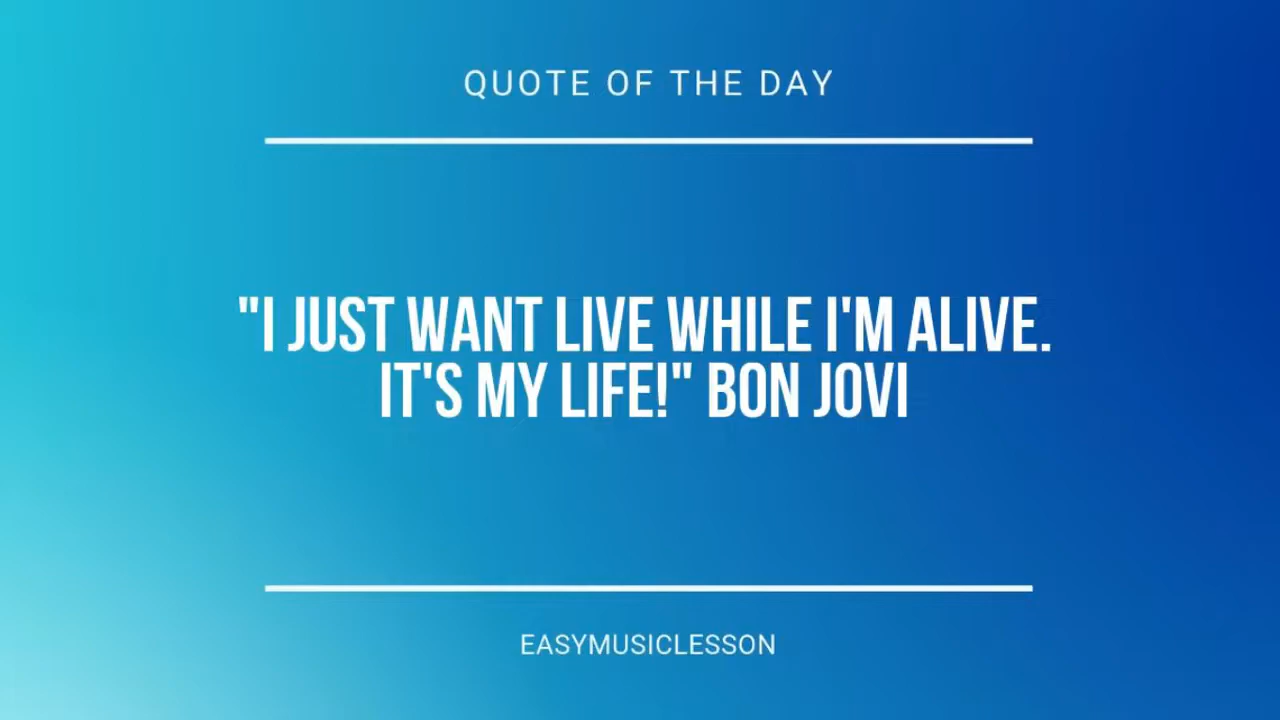 QUOTE OF THE DAY
"I JUST WANT LIVE WHILE I'M ALIVE.
IT'S MY LIFE!" BON JOVI
EASYMUSICLESSON